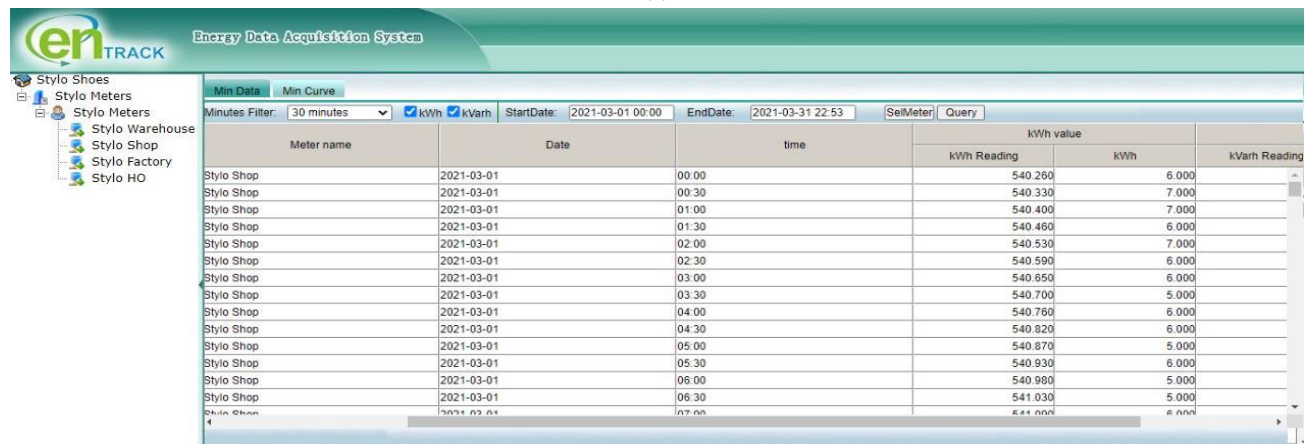 en TRACK
Energy Data Acquisition System
Stylo Shoes
Stylo Meters
Stylo Meters
Stylo Warehouse
Stylo Shop
Stylo Factory
Stylo HO
Min Data Min Curve
Minutes Filter: 30 minutes kWh kVarh StartDate: 2021-03-01 00:00 EndDate: 2021-03-31 22:53 SelMeter Query
Meter name Date time kWh value
kWh Reading kWh kVarh Reading
Stylo Shop 2021-03-01 00:00 540.260 6.000
Stylo Shop 2021-03-01 00:30 540.330 7.000
Stylo Shop 2021-03-01 01:00 540.400 7.000
Stylo Shop 2021-03-01 01:30 540.460 6.000
Stylo Shop 2021-03-01 02:00 540.530 7.000
Stylo Shop 2021-03-01 02:30 540.590 6.000
Stylo Shop 2021-03-01 03:00 540.650 6.000
Stylo Shop 2021-03-01 03:30 540.700 5.000
Stylo Shop 2021-03-01 04:00 540.760 6.000
Stylo Shop 2021-03-01 04:30 540.820 6.000
Stylo Shop 2021-03-01 05:00 540.870 5.000
Stylo Shop 2021-03-01 05:30 540.930 6.000
Stylo Shop 2021-03-01 06:00 540.980 5.000
Stylo Shop 2021-03-01 06:30 541.030 5.000
Stylo Shop 2021-03-01 07:00 541.090 6.000